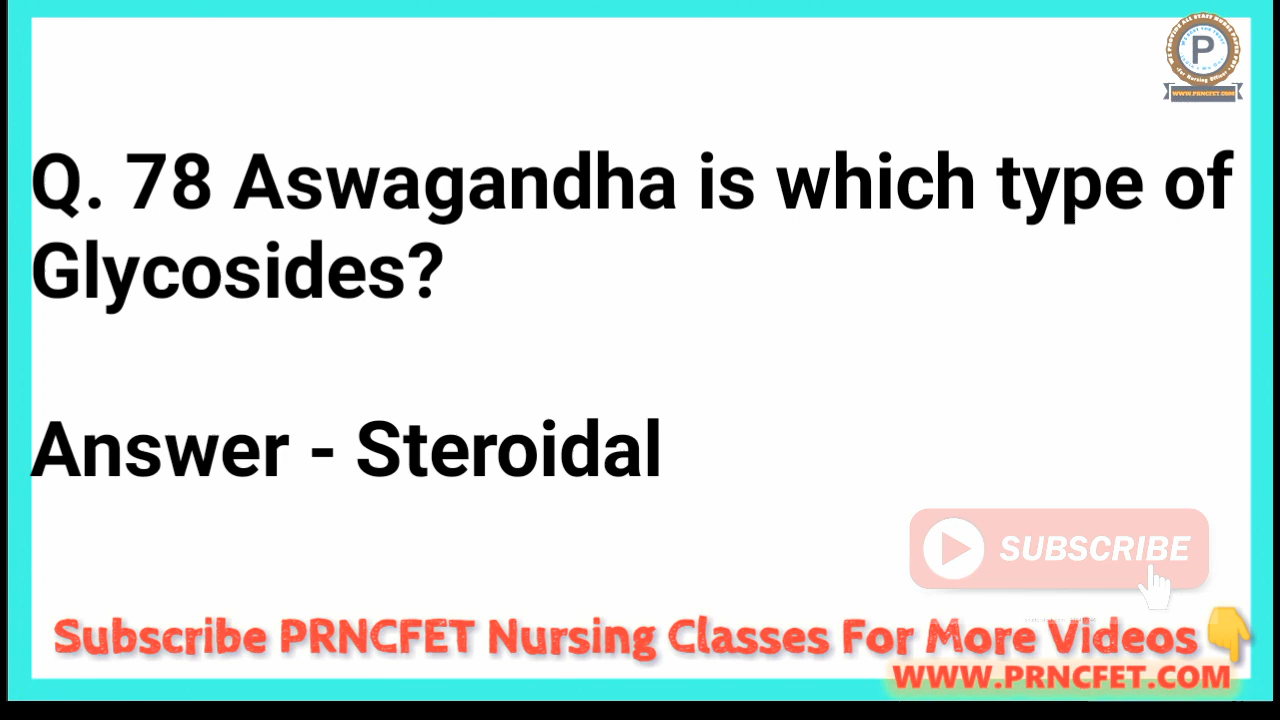 P
WWW.PRNCFET.COM
Q. 78 Aswagandha is which type of
Glycosides?
Answer - Steroidal
SUBSCRIBE
Subscribe PRNCFET Nursing Classes For More Videos👇
WWW.PRNCFET.COM